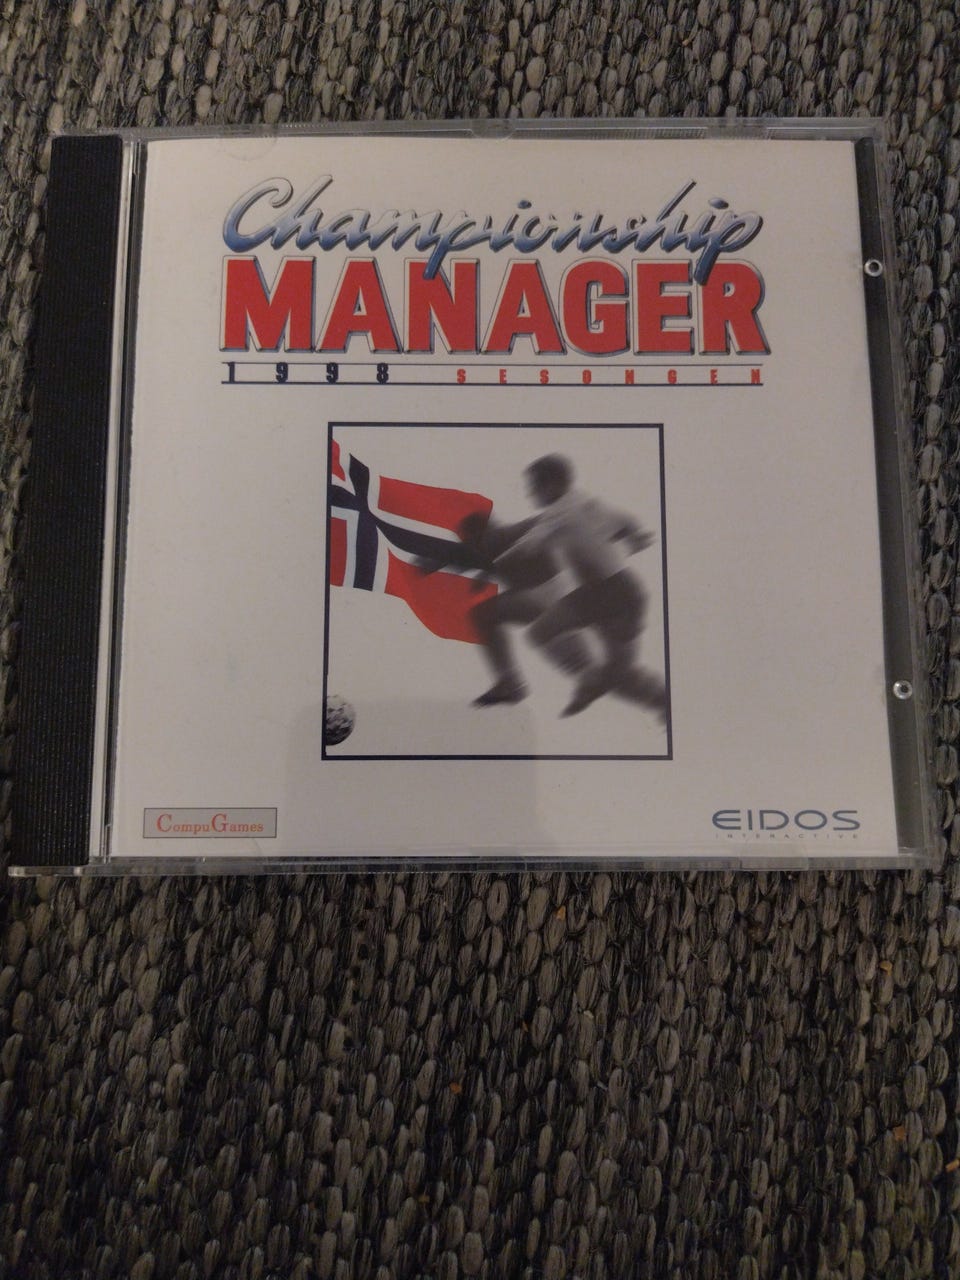 Championship
MANAGER
1998 SESONGEN
CompuGames
EIDOS
INTERACTIVE